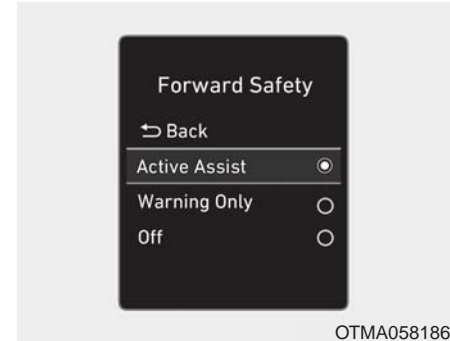 Forward Safety
⮌ Back
Active Assist
Warning Only
Off
OTMA058186